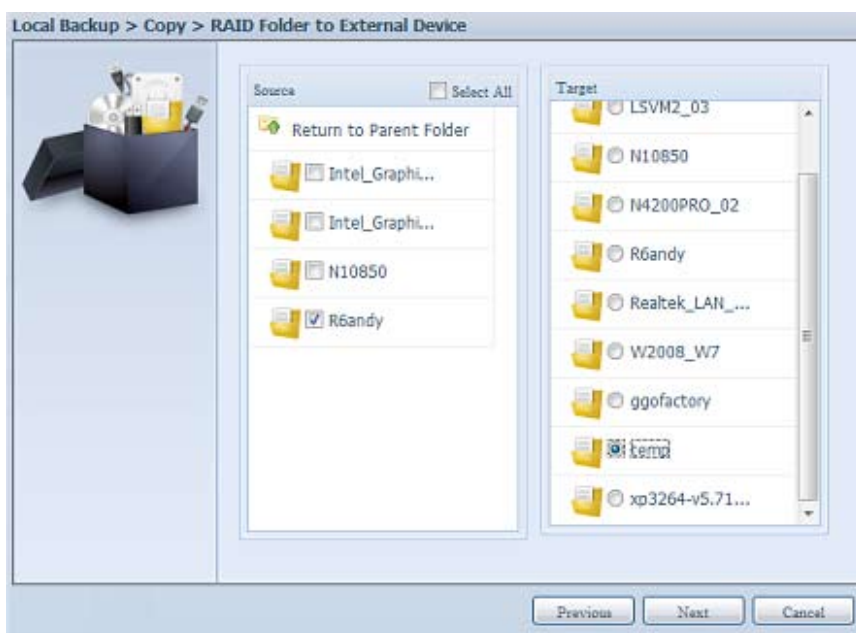 Local Backup > Copy > RAID Folder to External Device
Source
Select All
Return to Parent Folder
Intel_Graphi...
Intel_Graphi...
N10850
R6andy
Target
LSVM2_03
N10850
N4200PRO_02
R6andy
Realtek_LAN_...
W2008_W7
ggofactory
temp
xp3264-v5.71...
Previous
Next
Cancel